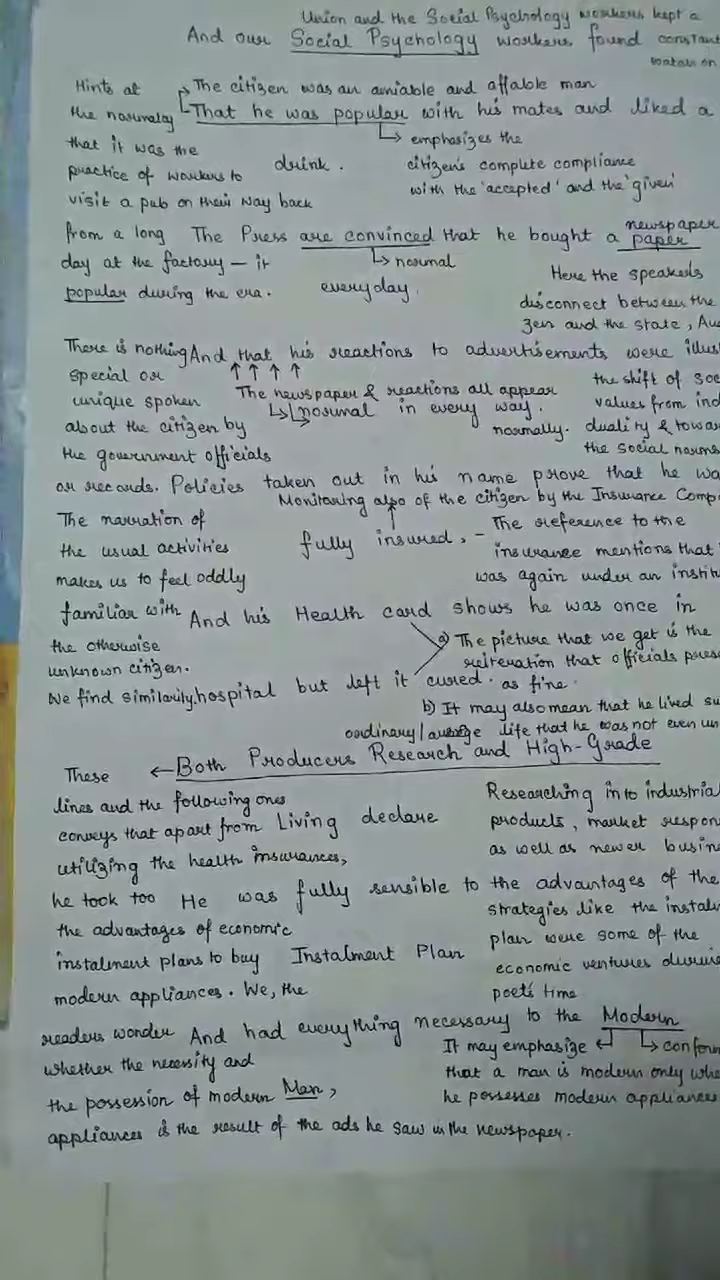 Union and the Social Psychology workers kept a
And our Social Psychology workers found constant
watch on
Hints at The citizen was an amiable and affable man
the normalcy That he was popular with his mates and liked a
that it was the emphasizes the
practice of workers to drink. citizen's complete compliance
visit a pub on their way back with the 'accepted' and the 'given'
newspaper
from a long The Press are convinced that he bought a paper
day at the factory — it normal
popular during the era. everyday. Here the speakers
disconnect between the
zen and the state,
There is nothing And that his reactions to advertisements were
special or the shift of
unique spoken The newspaper & reactions all appear values from
about the citizen by normal in every way.
normally. duality &
the government officials the social norms
or records. Policies taken out in his name prove that he
Monitoring also of the citizen by the Insurance
The narration of fully insured, – The reference to the
the usual activities insurance mentions that
makes us to feel oddly was again under an
familiar with And his Health card shows he was once in
the otherwise a) The picture that we get is the
unknown citizen. reiteration that officials
We find similarily. hospital but left it cured. as fine.
b) It may also mean that he lived
ordinary/average life that he was not even
These ← Both Producers Research and High-Grade
lines and the following ones Researching into industrial
conveys that apart from Living declare products, market
utilizing the health insurances, as well as newer
he took too He was fully sensible to the advantages of the
the advantages of economic strategies like the
instalment plans to buy Instalment Plan plan were some of the
modern appliances. We, the economic ventures
poet's time
readers wonder And had everything necessary to the Modern
whether the necessity and It may emphasize
the possession of modern Man, that a man is modern only
he possesses modern appliances
appliances is the result of the ads he saw in the newspaper.